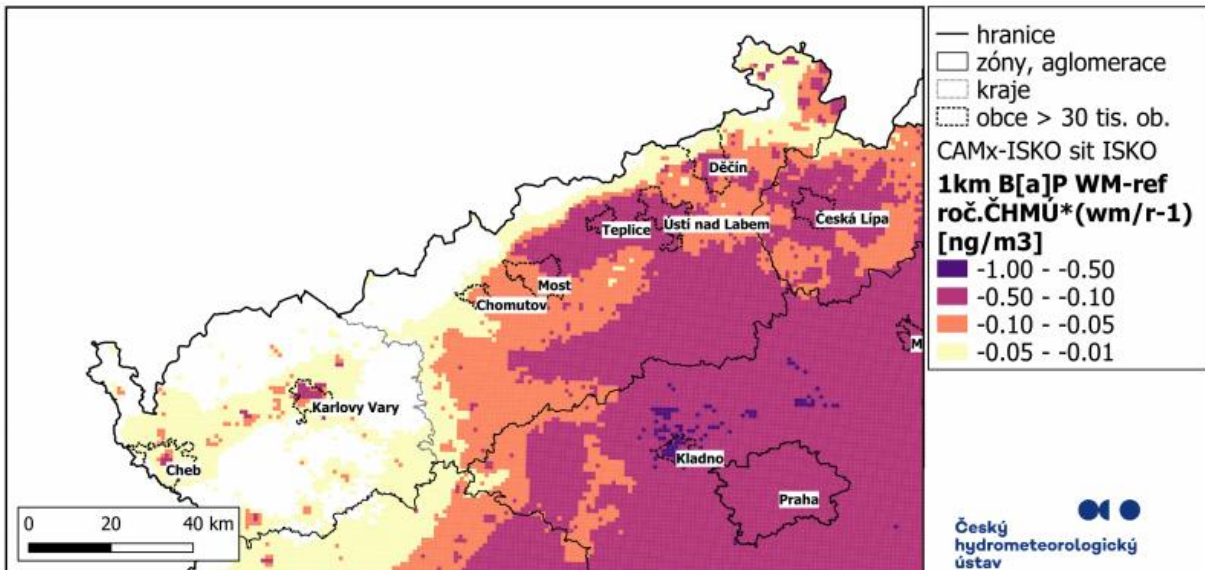 hranice
zóny, aglomerace
kraje
obce > 30 tis. ob.
CAMx-ISKO sit ISKO
1km B[a]P WM-ref
roč.ČHMÚ*(wm/r-1)
[ng/m3]
-1.00 - -0.50
-0.50 - -0.10
-0.10 - -0.05
-0.05 - -0.01
Děčín
Teplice
Ústí nad Labem
Česká Lípa
Most
Chomutov
M
Karlovy Vary
Kladno
Cheb
Praha
0 20 40 km
Český
hydrometeorologický
ústav